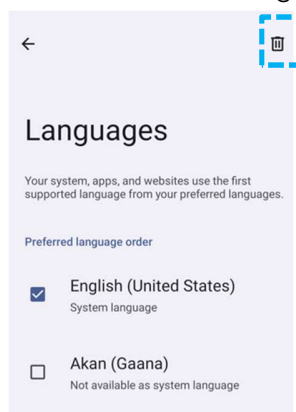 Languages
Your system, apps, and websites use the first
supported language from your preferred languages.
Preferred language order
English (United States)
System language
Akan (Gaana)
Not available as system language